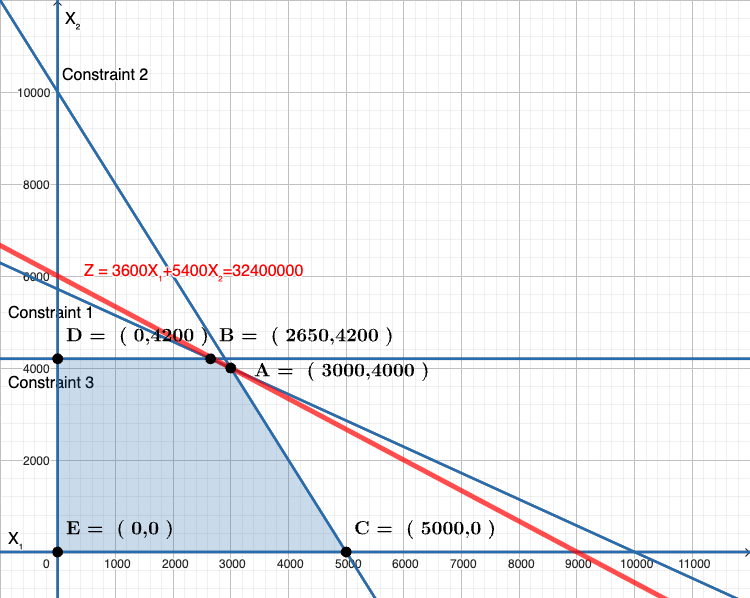 X₂
Constraint 2
10000
8000
6000
Z = 3600X₁+5400X₂=32400000
Constraint 1
D = ( 0,4200 ) B = ( 2650,4200 )
4000
A = ( 3000,4000 )
Constraint 3
2000
E = ( 0,0 )
C = ( 5000,0 )
X₁
0 1000 2000 3000 4000 5000 6000 7000 8000 9000 10000 11000